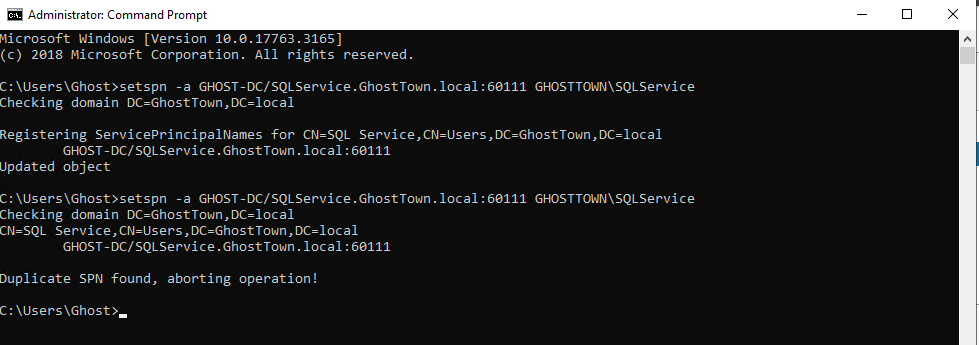 Administrator: Command Prompt
Microsoft Windows [Version 10.0.17763.3165]
(c) 2018 Microsoft Corporation. All rights reserved.
C:\Users\Ghost>setspn -a GHOST-DC/SQLService.GhostTown.local:60111 GHOSTTOWN\SQLService
Checking domain DC=GhostTown,DC=local
Registering ServicePrincipalNames for CN=SQL Service,CN=Users,DC=GhostTown,DC=local
GHOST-DC/SQLService.GhostTown.local:60111
Updated object
C:\Users\Ghost>setspn -a GHOST-DC/SQLService.GhostTown.local:60111 GHOSTTOWN\SQLService
Checking domain DC=GhostTown,DC=local
CN=SQL Service,CN=Users,DC=GhostTown,DC=local
GHOST-DC/SQLService.GhostTown.local:60111
Duplicate SPN found, aborting operation!
C:\Users\Ghost>